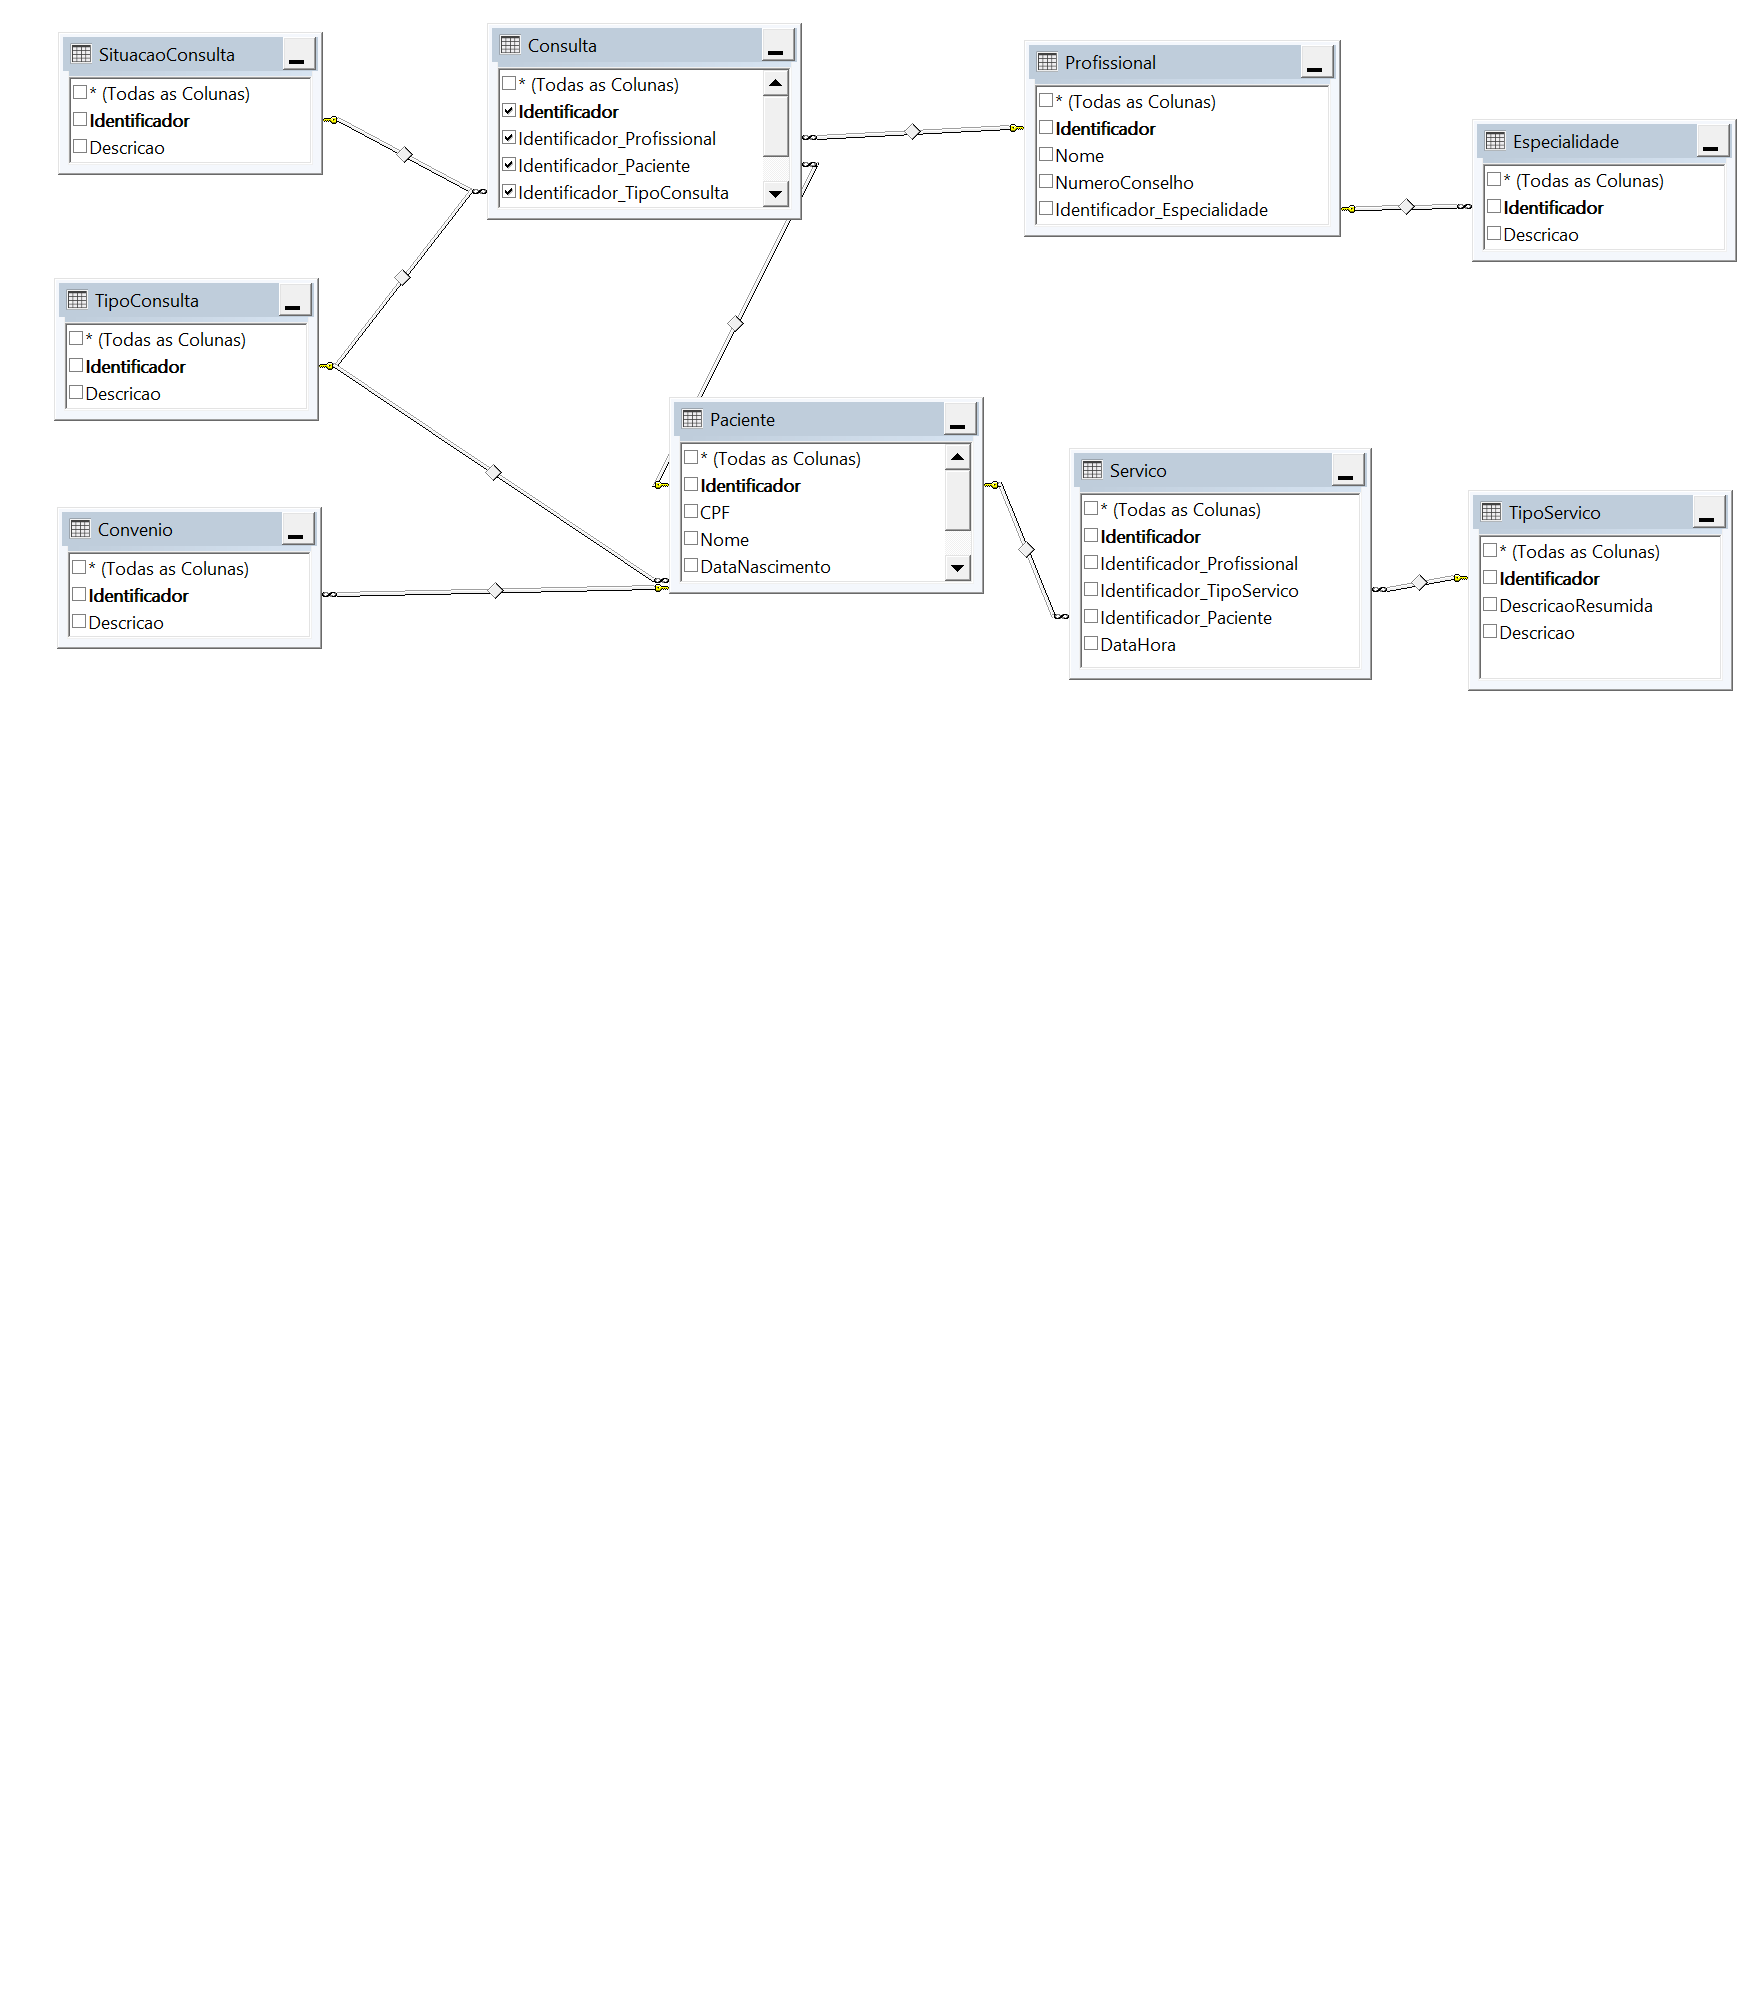 SituacaoConsulta
* (Todas as Colunas)
Identificador
Descricao
Consulta
* (Todas as Colunas)
Identificador
Identificador_Profissional
Identificador_Paciente
Identificador_TipoConsulta
Profissional
* (Todas as Colunas)
Identificador
Nome
NumeroConselho
Identificador_Especialidade
Especialidade
* (Todas as Colunas)
Identificador
Descricao
TipoConsulta
* (Todas as Colunas)
Identificador
Descricao
Paciente
* (Todas as Colunas)
Identificador
CPF
Nome
DataNascimento
Convenio
* (Todas as Colunas)
Identificador
Descricao
Servico
* (Todas as Colunas)
Identificador
Identificador_Profissional
Identificador_TipoServico
Identificador_Paciente
DataHora
TipoServico
* (Todas as Colunas)
Identificador
DescricaoResumida
Descricao